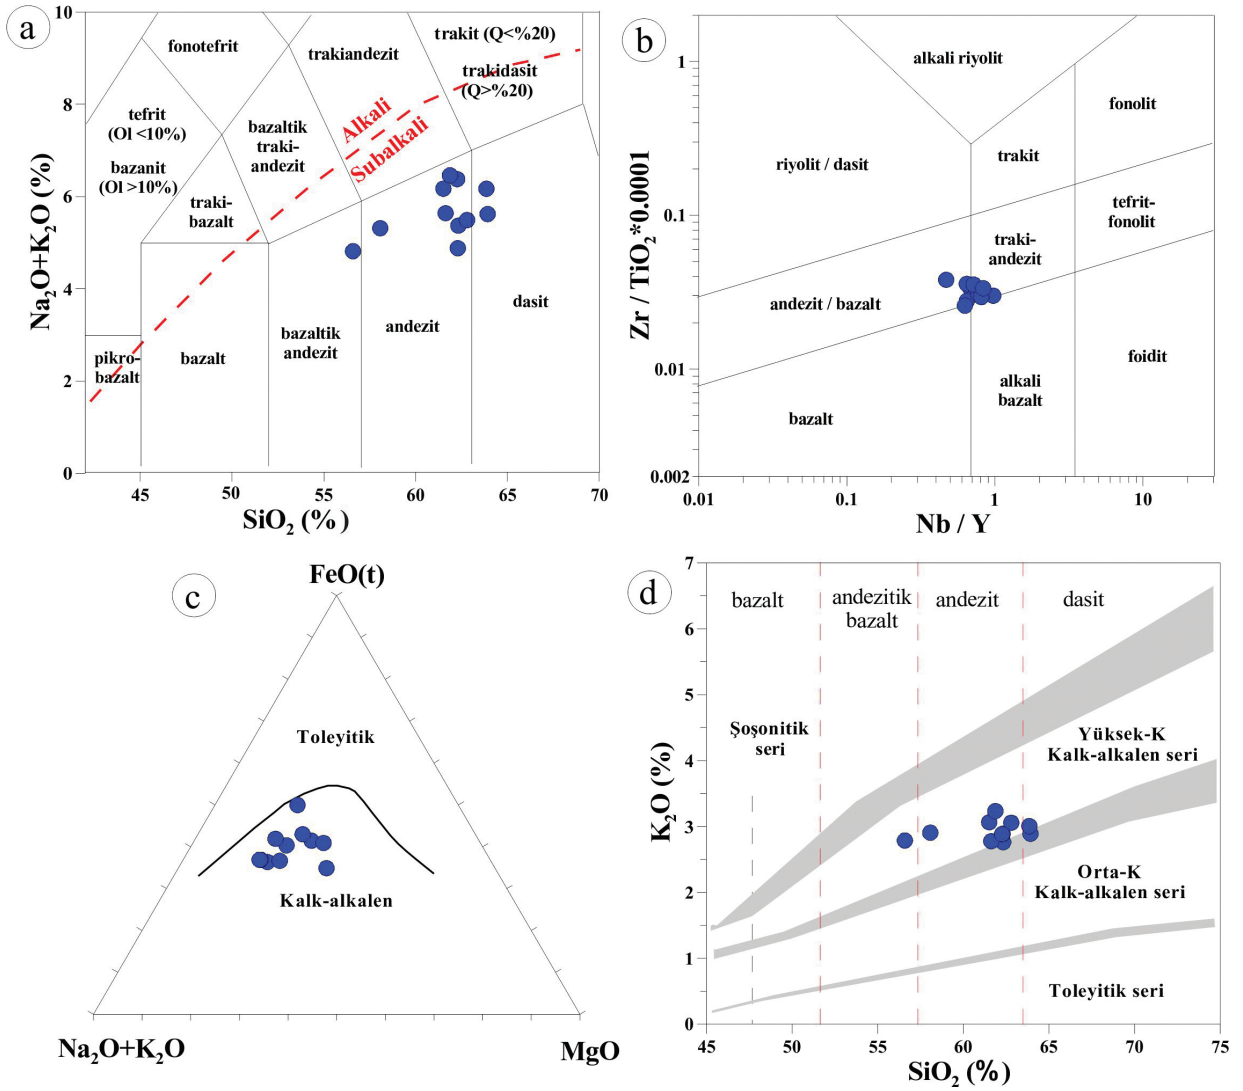 a
10
8
6
4
2
0
Na₂O+K₂O (%)
45
50
55
60
65
70
SiO₂ (%)
fonotefrit
trakiandezit
trakit (Q<%20)
trakidasit
(Q>%20)
tefrit
(Ol <10%)
bazanit
(Ol >10%)
bazaltik
traki-
andezit
Alkali
Subalkali
traki-
bazalt
pikro-
bazalt
bazalt
bazaltik
andezit
andezit
dasit
b
1
0.1
0.01
0.002
Zr / TiO₂*0.0001
0.01
0.1
1
10
Nb / Y
alkali riyolit
fonolit
riyolit / dasit
trakit
tefrit-
fonolit
traki-
andezit
andezit / bazalt
bazalt
alkali
bazalt
foidit
c
FeO(t)
Toleyitik
Kalk-alkalen
Na₂O+K₂O
MgO
d
7
6
5
4
3
2
1
0
K₂O (%)
45
50
55
60
65
70
75
SiO₂ (%)
bazalt
andezitik
bazalt
andezit
dasit
Şoşonitik
seri
Yüksek-K
Kalk-alkalen seri
Orta-K
Kalk-alkalen seri
Toleyitik seri